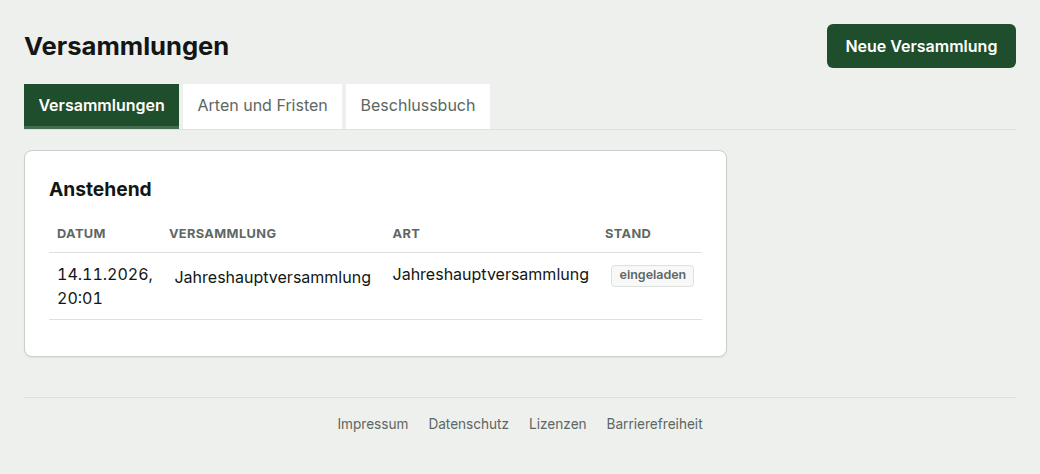 Versammlungen
Neue Versammlung
Versammlungen
Arten und Fristen
Beschlussbuch
Anstehend
DATUM VERSAMMLUNG ART STAND
14.11.2026, Jahreshauptversammlung Jahreshauptversammlung eingeladen
20:01
Impressum Datenschutz Lizenzen Barrierefreiheit